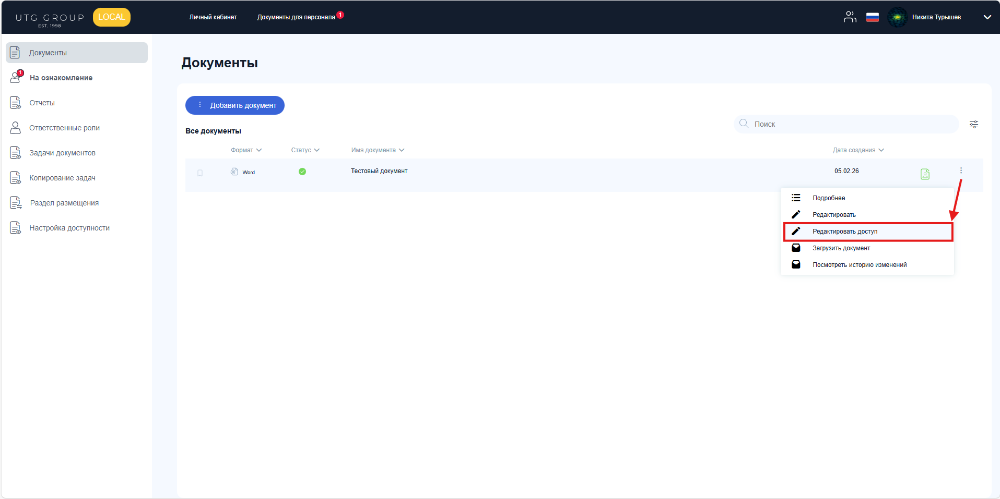 UTG GROUP
EST. 1998
LOCAL
Личный кабинет
Документы для персонала
1
Никита Турышев
Документы
1
На ознакомление
Отчеты
Ответственные роли
Задачи документов
Копирование задач
Раздел размещения
Настройка доступности
Документы
Добавить документ
Все документы
Поиск
Формат
Статус
Имя документа
Дата создания
Word
Тестовый документ
05.02.26
Подробнее
Редактировать
Редактировать доступ
Загрузить документ
Посмотреть историю изменений